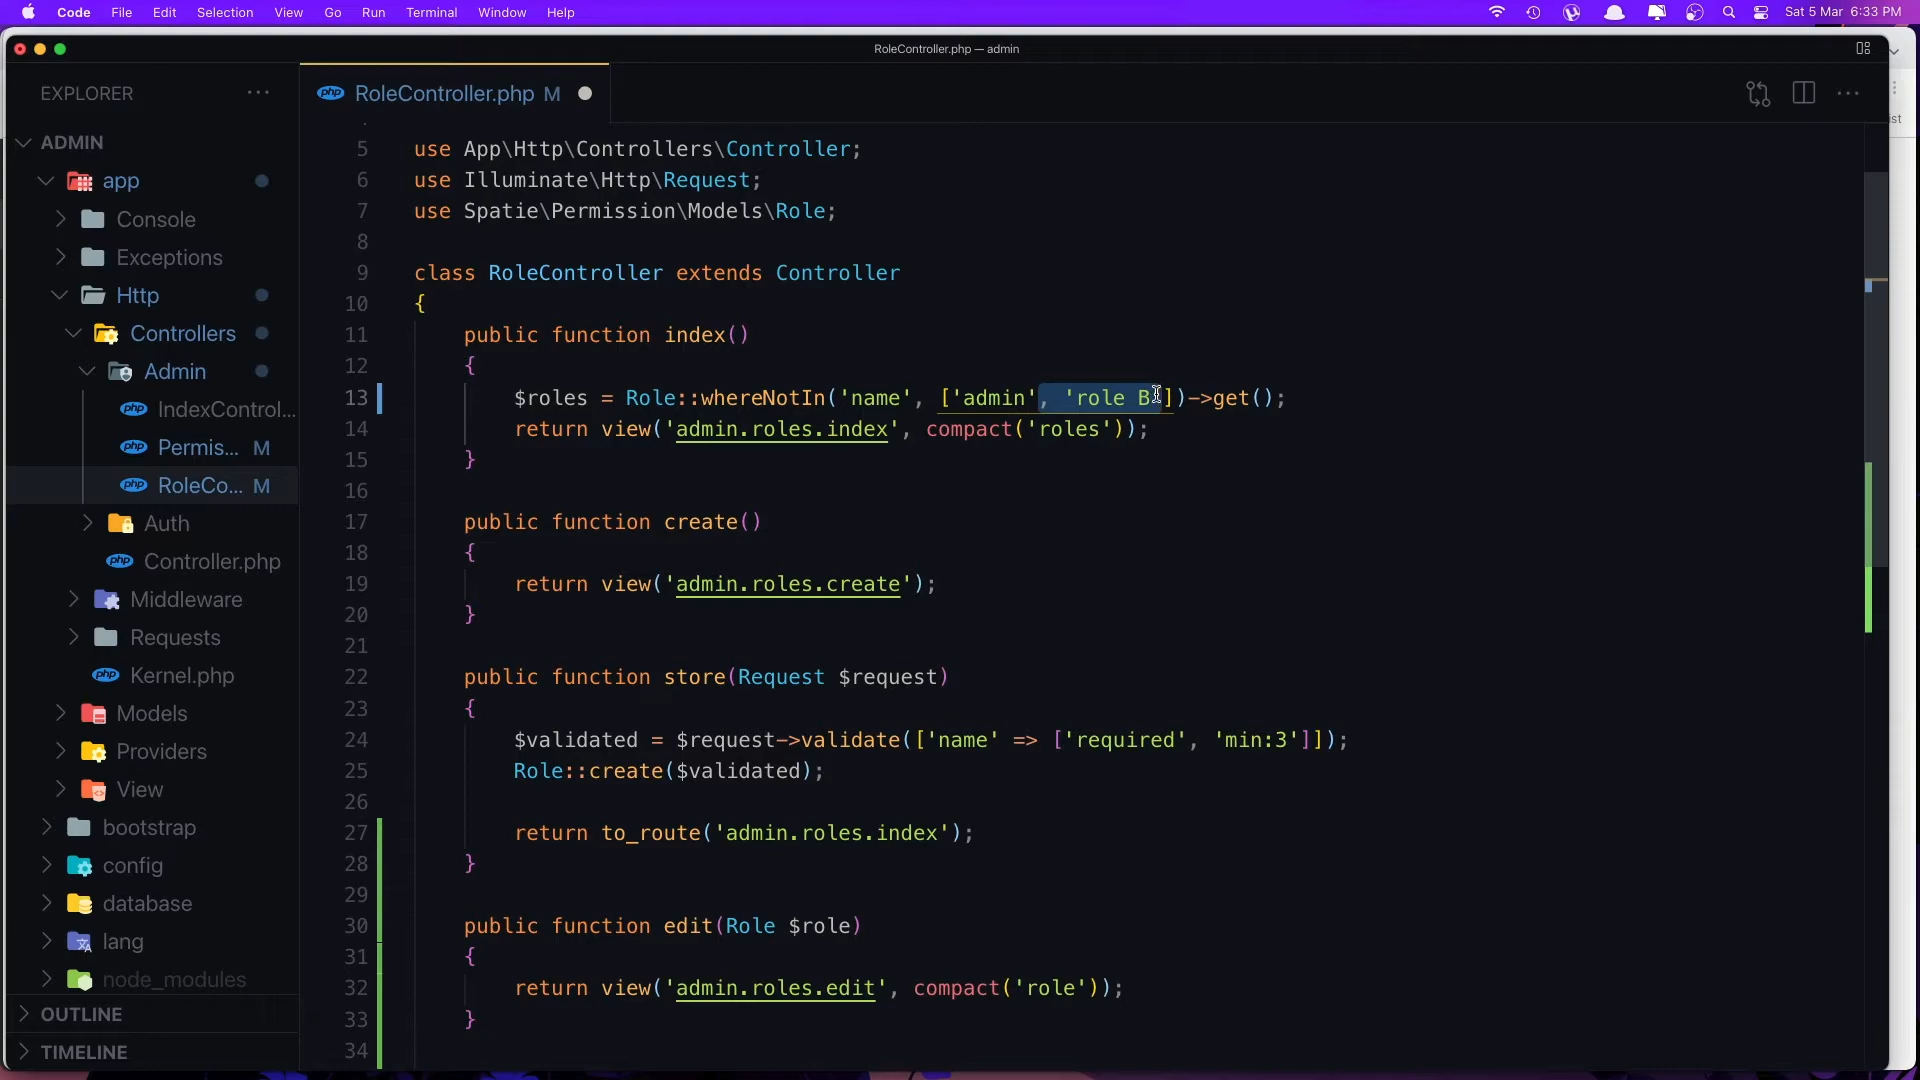 Code File Edit Selection View Go Run Terminal Window Help Sat 5 Mar 6:33 PM
RoleController.php — admin
EXPLORER ···
php RoleController.php M
ADMIN
app
Console
Exceptions
Http
Controllers
Admin
php IndexControl...
php Permis... M
php RoleCo... M
Auth
php Controller.php
Middleware
Requests
php Kernel.php
Models
Providers
View
bootstrap
config
database
lang
node_modules
OUTLINE
TIMELINE
5 use App\Http\Controllers\Controller;
6 use Illuminate\Http\Request;
7 use Spatie\Permission\Models\Role;
8
9 class RoleController extends Controller
10 {
11 public function index()
12 {
13 $roles = Role::whereNotIn('name', ['admin', 'role B'])->get();
14 return view('admin.roles.index', compact('roles'));
15 }
16
17 public function create()
18 {
19 return view('admin.roles.create');
20 }
21
22 public function store(Request $request)
23 {
24 $validated = $request->validate(['name' => ['required', 'min:3']]);
25 Role::create($validated);
26
27 return to_route('admin.roles.index');
28 }
29
30 public function edit(Role $role)
31 {
32 return view('admin.roles.edit', compact('role'));
33 }
34
ist